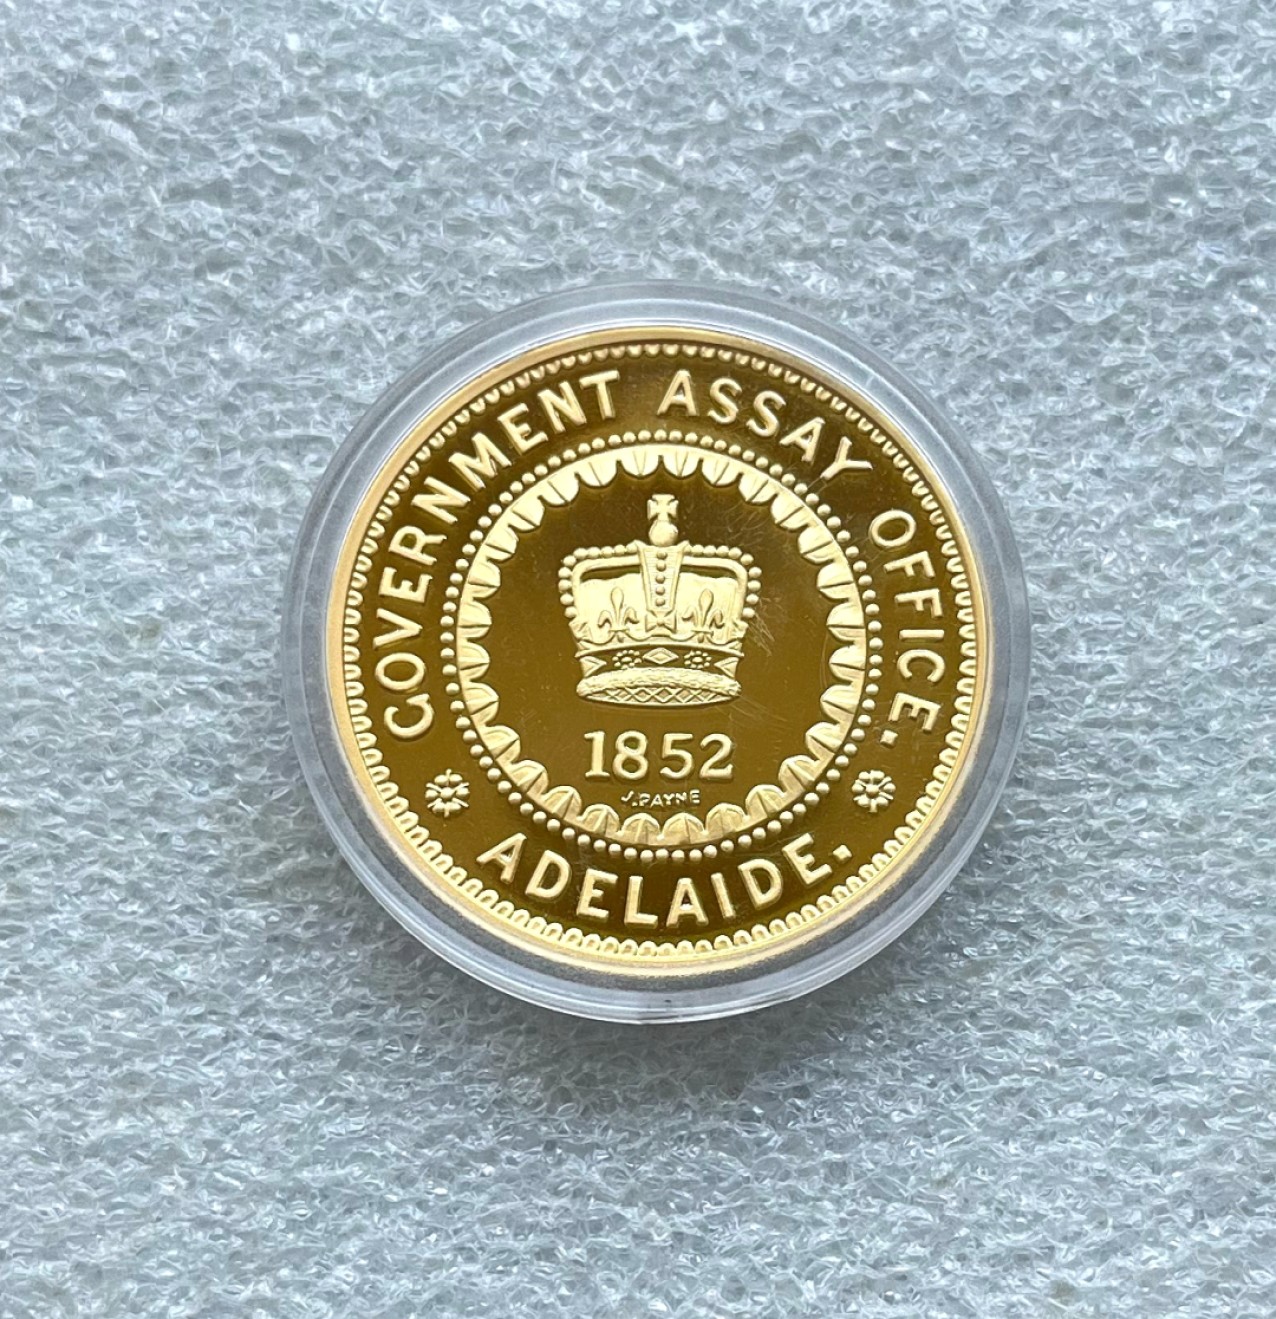 GOVERNMENT ASSAY OFFICE.
1852
J.PAYNE
ADELAIDE.